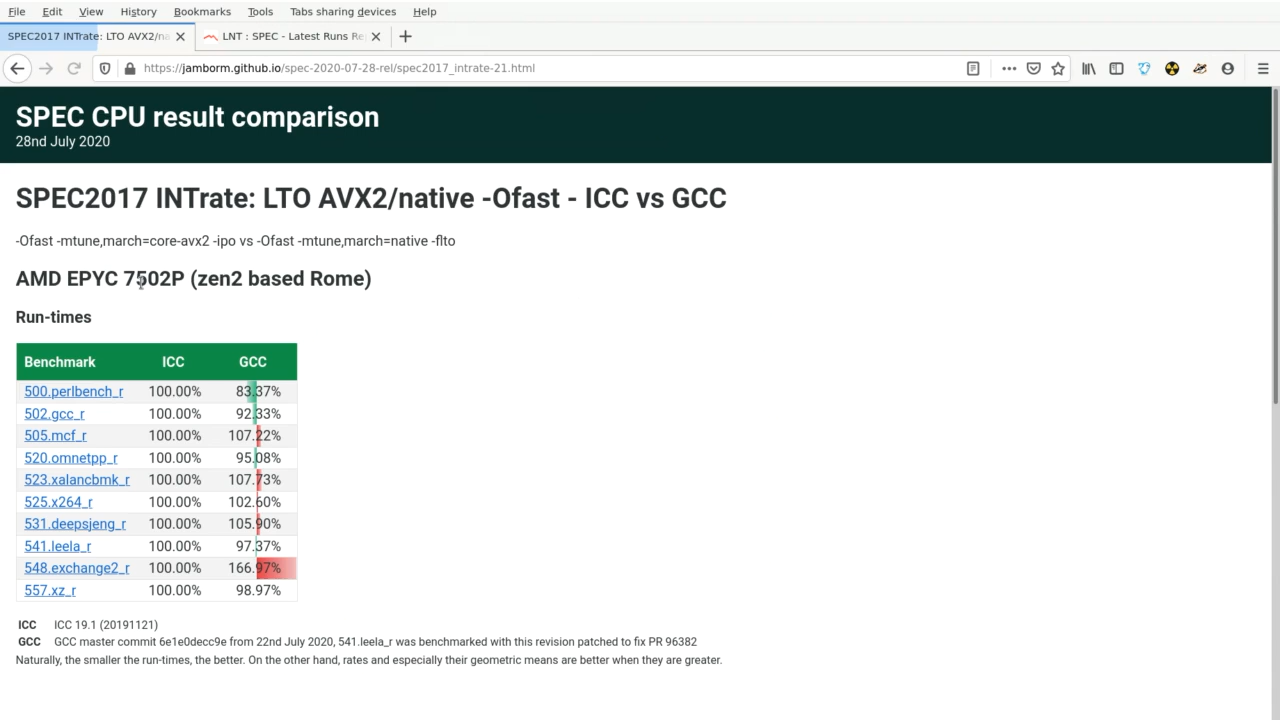 File Edit View History Bookmarks Tools Tabs sharing devices Help
SPEC2017 INTrate: LTO AVX2/na LNT : SPEC - Latest Runs Re
https://jamborm.github.io/spec-2020-07-28-rel/spec2017_intrate-21.html
SPEC CPU result comparison
28nd July 2020
SPEC2017 INTrate: LTO AVX2/native -Ofast - ICC vs GCC
-Ofast -mtune,march=core-avx2 -ipo vs -Ofast -mtune,march=native -flto
AMD EPYC 7502P (zen2 based Rome)
Run-times
Benchmark ICC GCC
500.perlbench_r 100.00% 83.37%
502.gcc_r 100.00% 92.33%
505.mcf_r 100.00% 107.22%
520.omnetpp_r 100.00% 95.08%
523.xalancbmk_r 100.00% 107.73%
525.x264_r 100.00% 102.60%
531.deepsjeng_r 100.00% 105.90%
541.leela_r 100.00% 97.37%
548.exchange2_r 100.00% 166.97%
557.xz_r 100.00% 98.97%
ICC ICC 19.1 (20191121)
GCC GCC master commit 6e1e0decc9e from 22nd July 2020, 541.leela_r was benchmarked with this revision patched to fix PR 96382
Naturally, the smaller the run-times, the better. On the other hand, rates and especially their geometric means are better when they are greater.